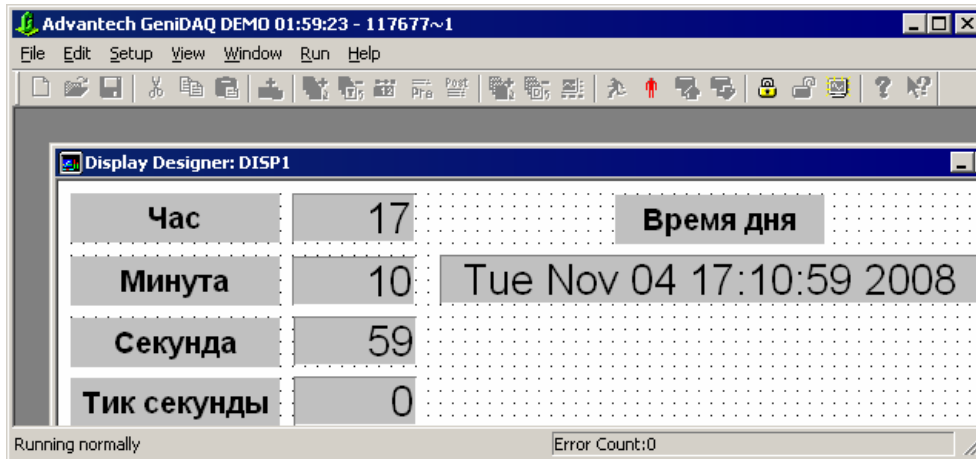 Advantech GeniDAQ DEMO 01:59:23 - 117677~1
File Edit Setup View Window Run Help
Pre Post
Display Designer: DISP1
Час 17 Время дня
Минута 10 Tue Nov 04 17:10:59 2008
Секунда 59
Тик секунды 0
Running normally Error Count:0